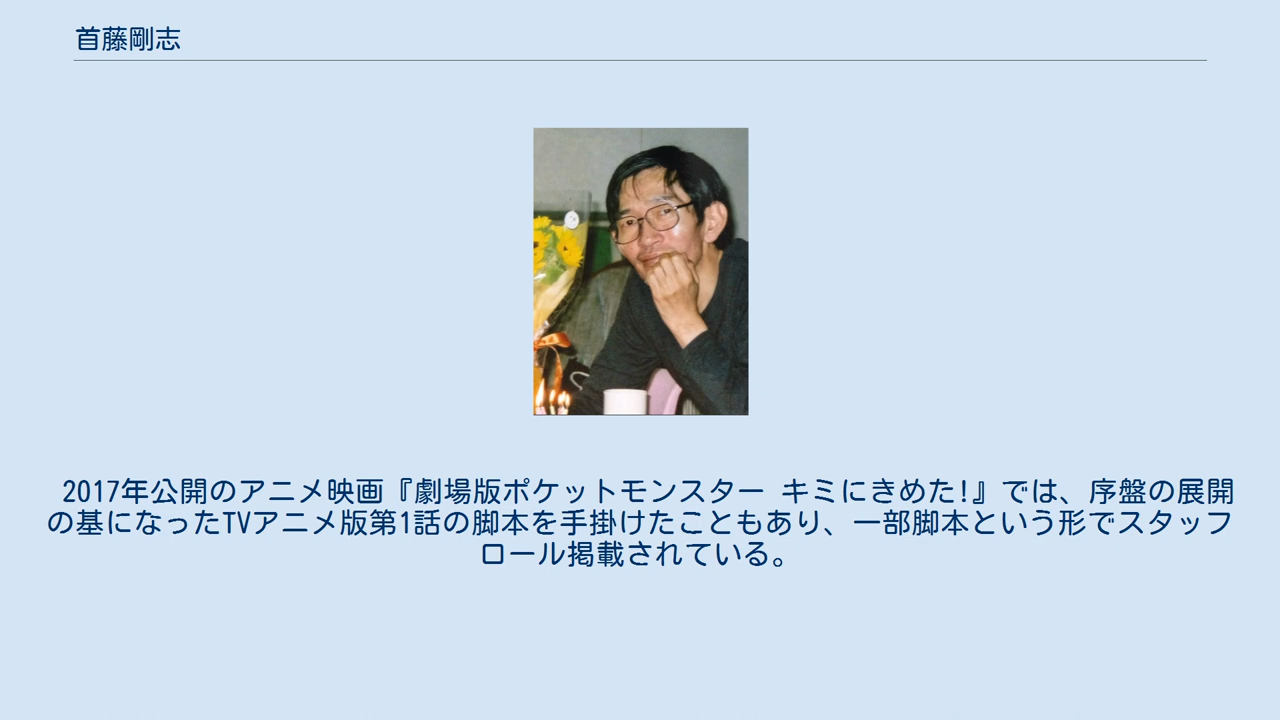 首藤剛志
2017年公開のアニメ映画『劇場版ポケットモンスター キミにきめた!』では、序盤の展開
の基になったTVアニメ版第1話の脚本を手掛けたこともあり、一部脚本という形でスタッフ
ロール掲載されている。